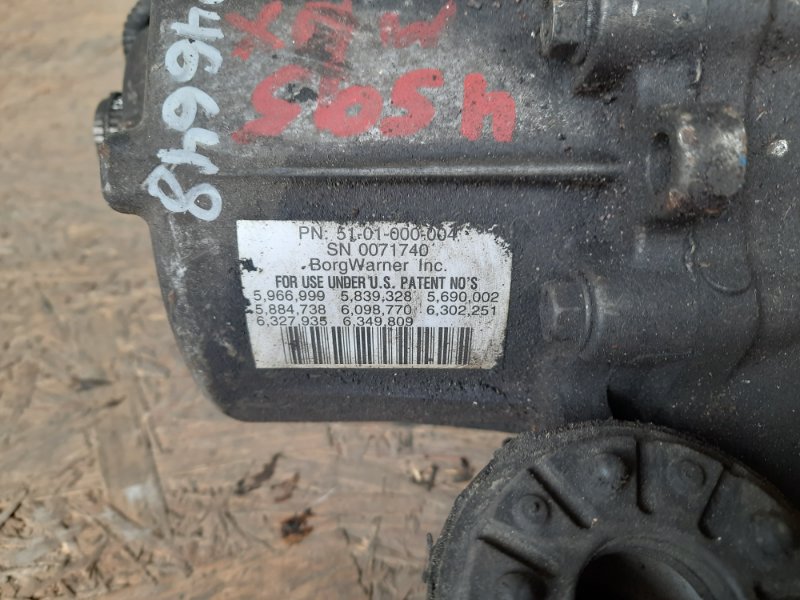 PN: 51-01-000-004
SN 0071740
BorgWarner Inc.
FOR USE UNDER U.S. PATENT NO'S
5,966,999 5,839,328 5,690,002
5,884,738 6,098,770 6,302,251
6,327,935 6,349,809
4505
46648